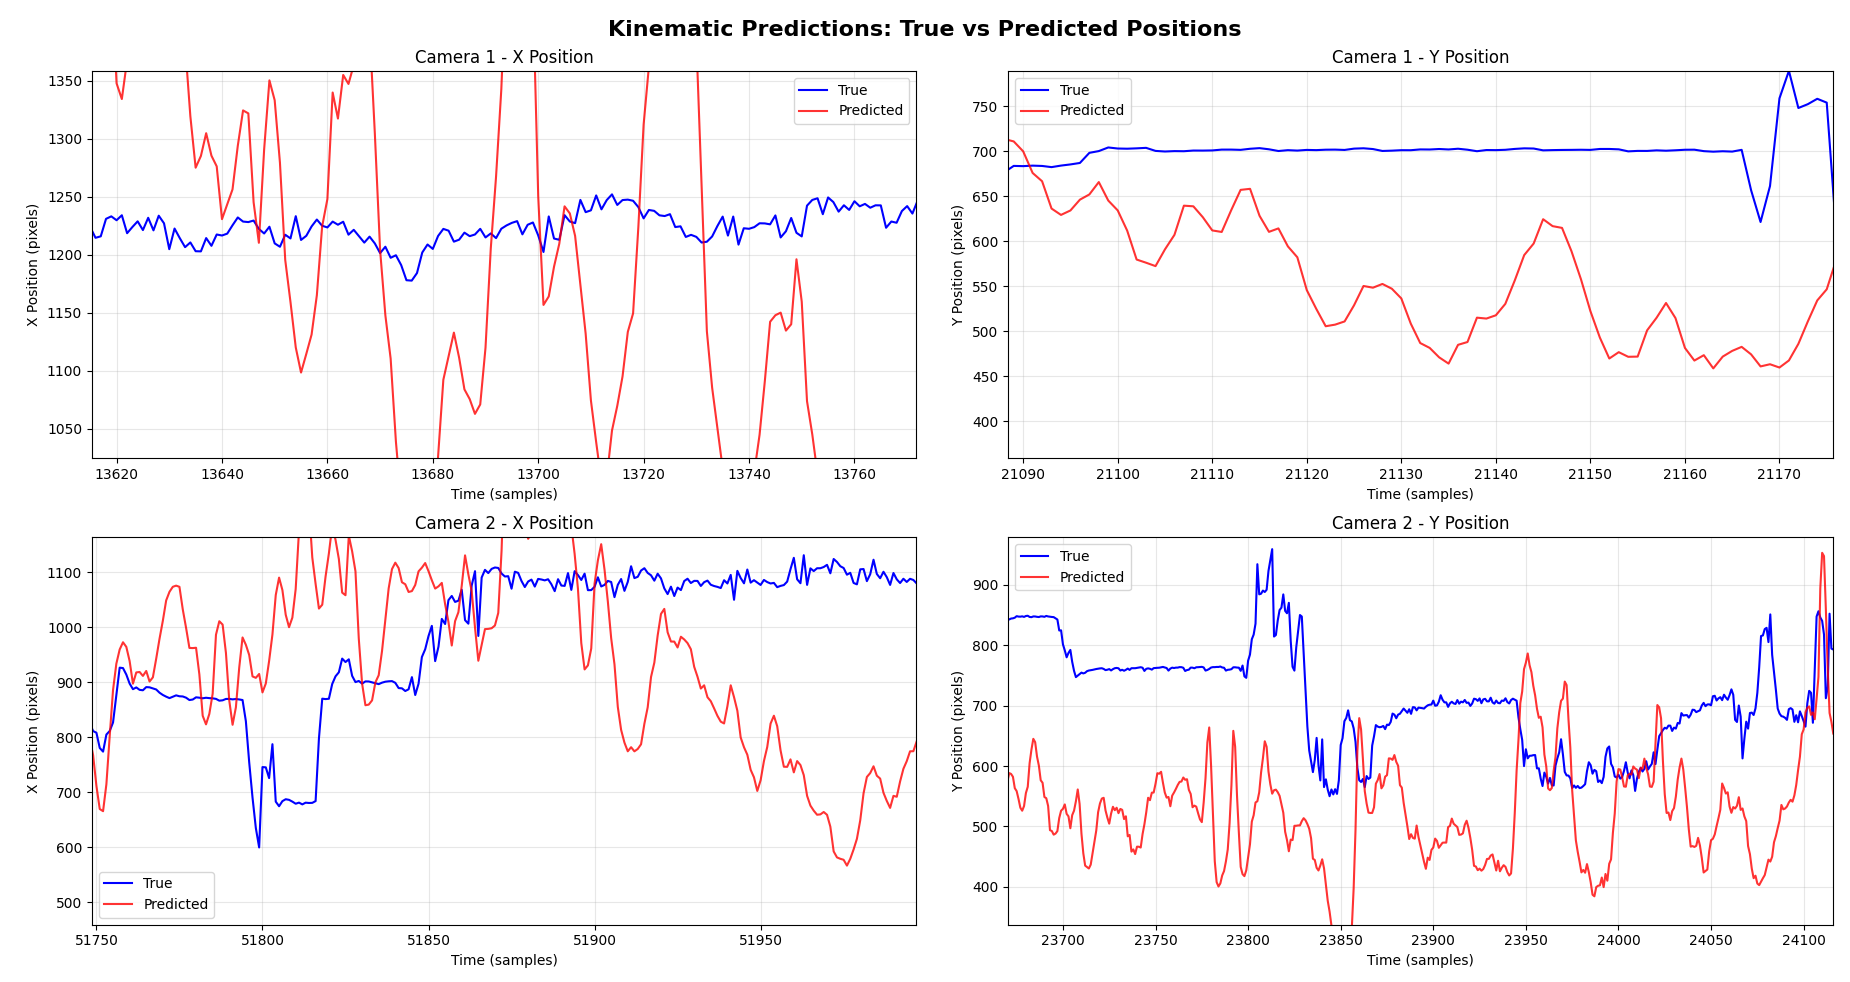 Kinematic Predictions: True vs Predicted Positions
Camera 1 - X Position
X Position (pixels)
1350
1300
1250
1200
1150
1100
1050
True
Predicted
13620 13640 13660 13680 13700 13720 13740 13760
Time (samples)
Camera 1 - Y Position
Y Position (pixels)
750
700
650
600
550
500
450
400
True
Predicted
21090 21100 21110 21120 21130 21140 21150 21160 21170
Time (samples)
Camera 2 - X Position
X Position (pixels)
1100
1000
900
800
700
600
500
True
Predicted
51750 51800 51850 51900 51950
Time (samples)
Camera 2 - Y Position
Y Position (pixels)
900
800
700
600
500
400
True
Predicted
23700 23750 23800 23850 23900 23950 24000 24050 24100
Time (samples)